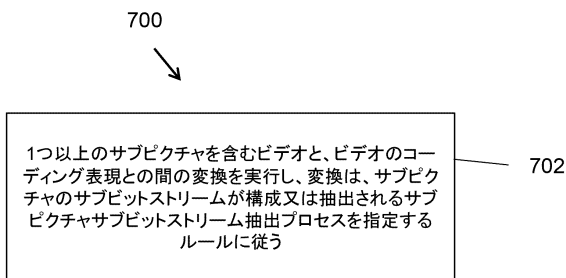 700
1つ以上のサブピクチャを含むビデオと、ビデオのコー
ディング表現との間の変換を実行し、変換は、サブピク
チャのサブビットストリームが構成又は抽出されるサブ
ピクチャサブビットストリーム抽出プロセスを指定する
ルールに従う
702